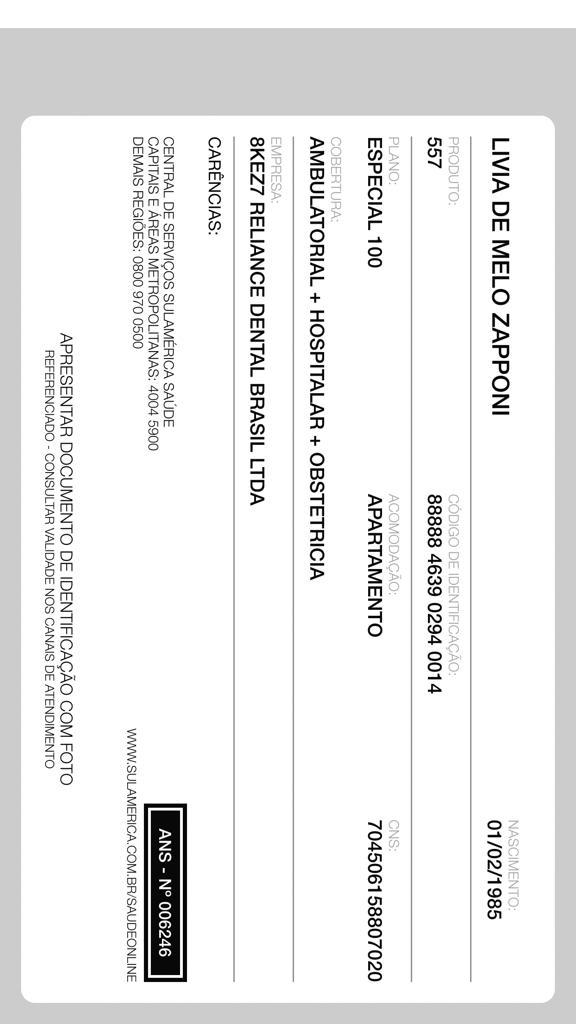 LIVIA DE MELO ZAPPONI
NASCIMENTO:
01/02/1985
PRODUTO:
557
CÓDIGO DE IDENTIFICAÇÃO:
88888 4639 0294 0014
PLANO:
ESPECIAL 100
ACOMODAÇÃO:
APARTAMENTO
CNS:
704506158807020
COBERTURA:
AMBULATORIAL + HOSPITALAR + OBSTETRICIA
EMPRESA:
8KEZ7 RELIANCE DENTAL BRASIL LTDA
CARÊNCIAS:
CENTRAL DE SERVIÇOS SULAMÉRICA SAÚDE
CAPITAIS E ÁREAS METROPOLITANAS: 4004 5900
DEMAIS REGIÕES: 0800 970 0500
ANS - Nº 006246
WWW.SULAMERICA.COM.BR/SAUDEONLINE
APRESENTAR DOCUMENTO DE IDENTIFICAÇÃO COM FOTO
REFERENCIADO - CONSULTAR VALIDADE NOS CANAIS DE ATENDIMENTO